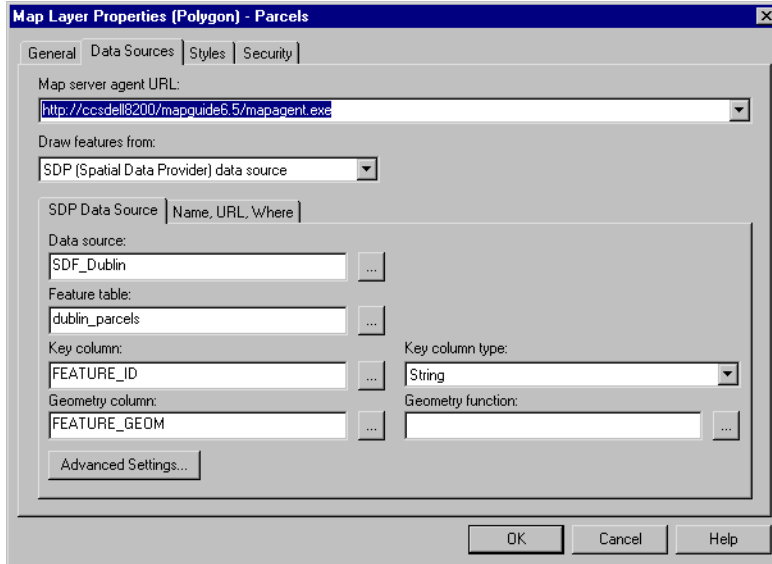 Map Layer Properties (Polygon) - Parcels
General Data Sources Styles Security
Map server agent URL:
http://ccsdell8200/mapguide6.5/mapagent.exe
Draw features from:
SDP (Spatial Data Provider) data source
SDP Data Source Name, URL, Where
Data source:
SDF_Dublin
...
Feature table:
dublin_parcels
...
Key column: Key column type:
FEATURE_ID ... String
Geometry column: Geometry function:
FEATURE_GEOM ... ...
Advanced Settings...
OK Cancel Help